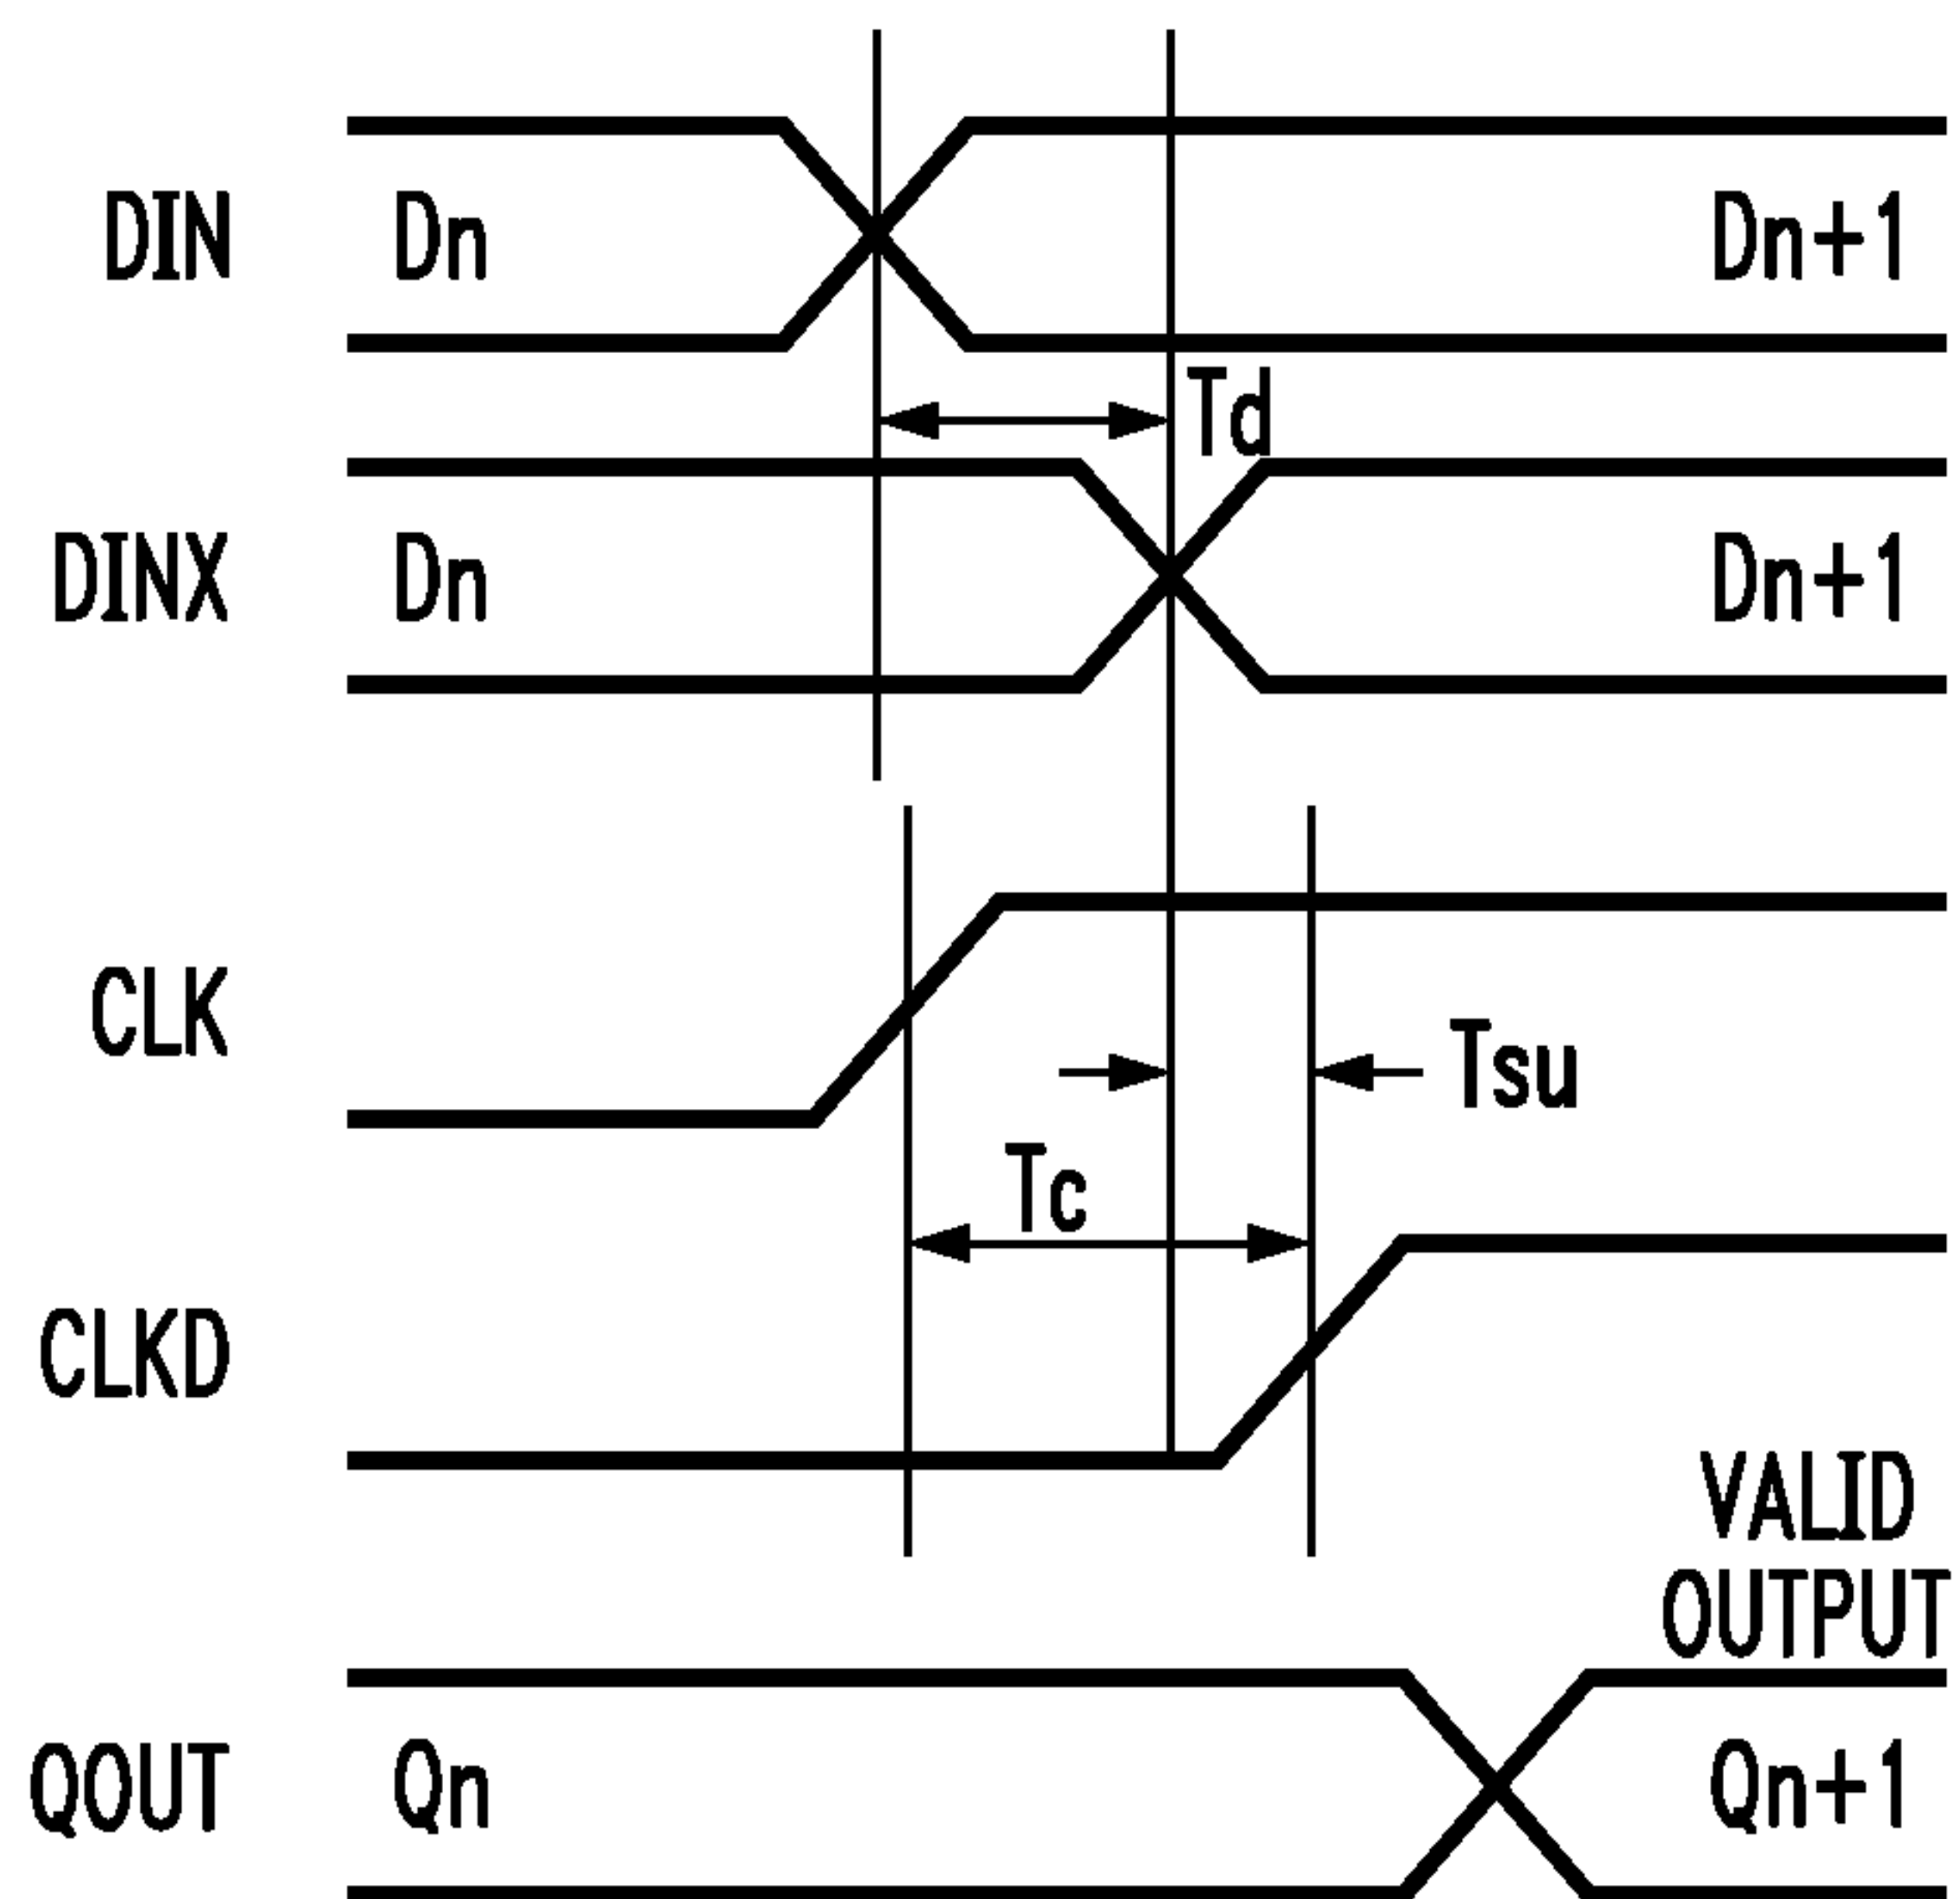 DIN Dn Dn+1
Td
DINX Dn Dn+1
CLK
Tsu
Tc
CLKD
VALID
OUTPUT
QOUT Qn Qn+1